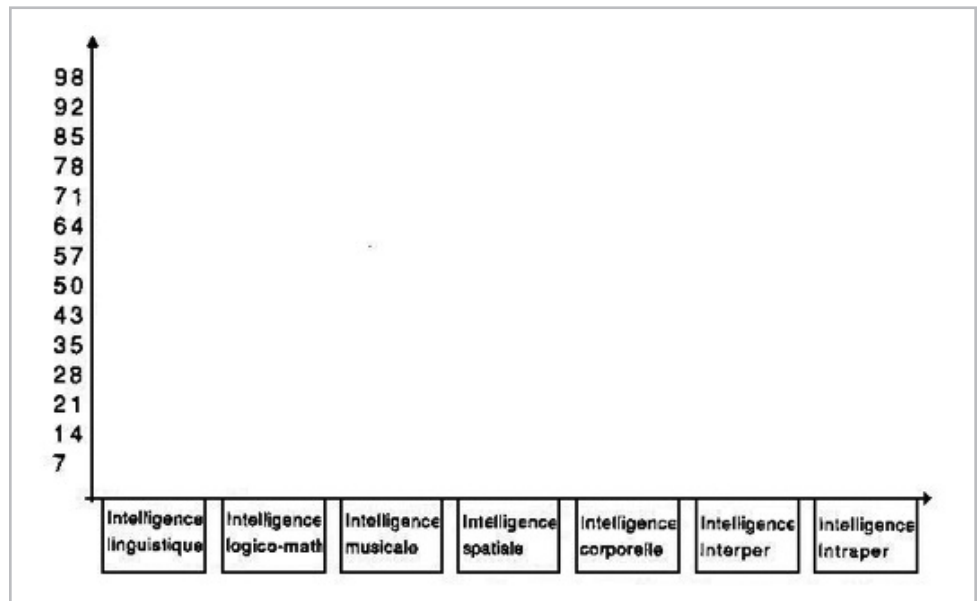 98
92
85
78
71
64
57
50
43
35
28
21
14
7
Intelligence linguistique
Intelligence logico-math
Intelligence musicale
Intelligence spatiale
Intelligence corporelle
Intelligence Interper
Intelligence Intraper